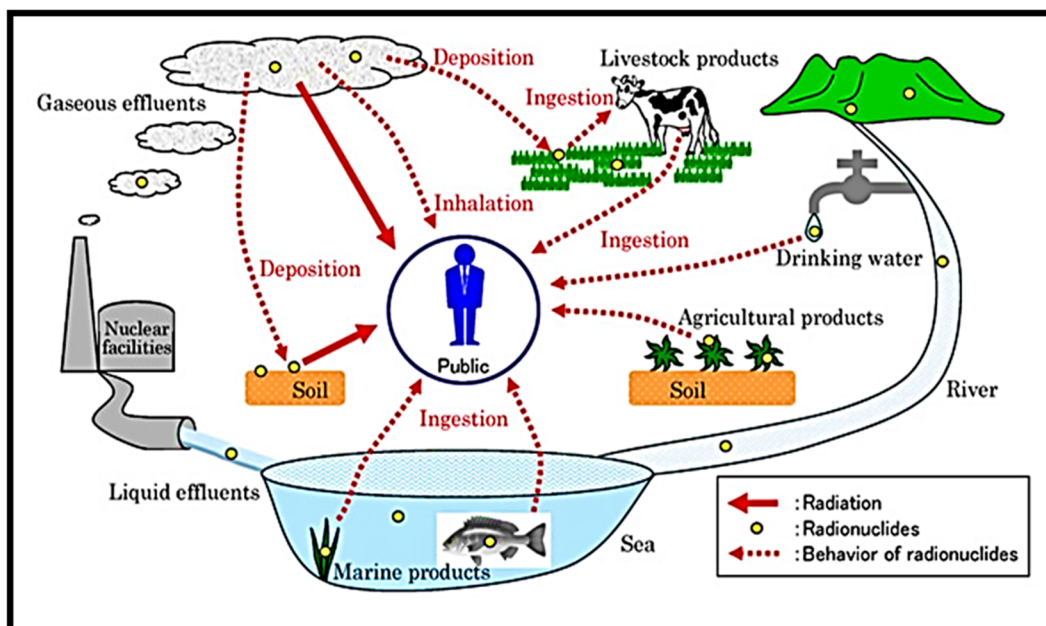 Deposition
Livestock products
Gaseous effluents
Ingestion
Inhalation
Ingestion
Deposition
Drinking water
Nuclear
facilities
Agricultural products
Public
Soil
Soil
River
Ingestion
Liquid effluents
Sea
Marine products
:Radiation
:Radionuclides
:Behavior of radionuclides